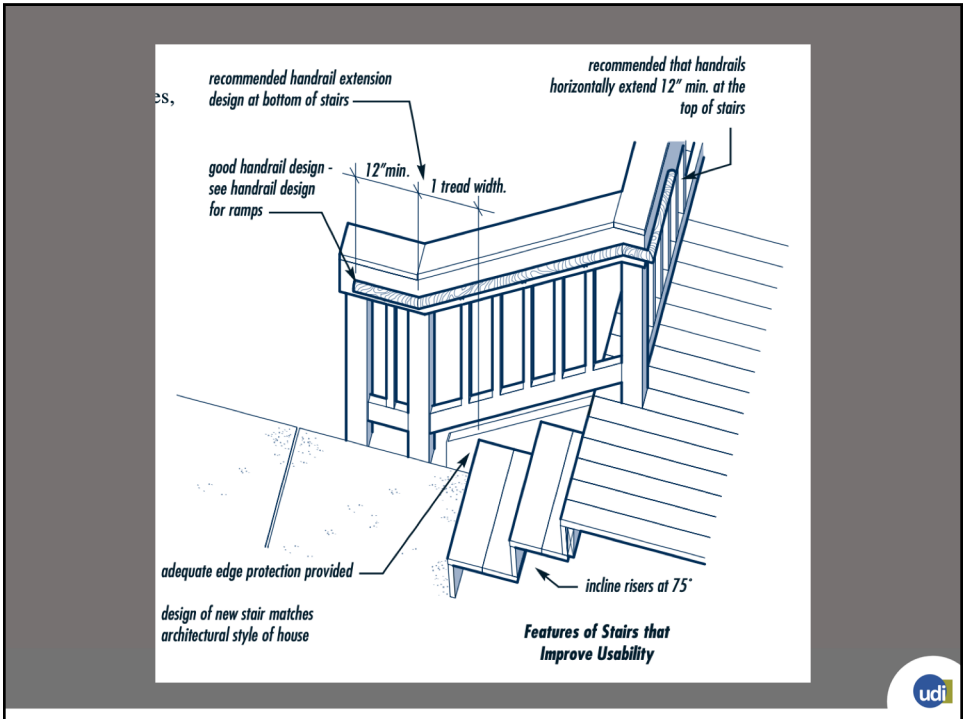 es,
recommended handrail extension
design at bottom of stairs
recommended that handrails
horizontally extend 12" min. at the
top of stairs
good handrail design -
see handrail design
for ramps
12"min.
1 tread width.
adequate edge protection provided
incline risers at 75°
design of new stair matches
architectural style of house
Features of Stairs that
Improve Usability
udi